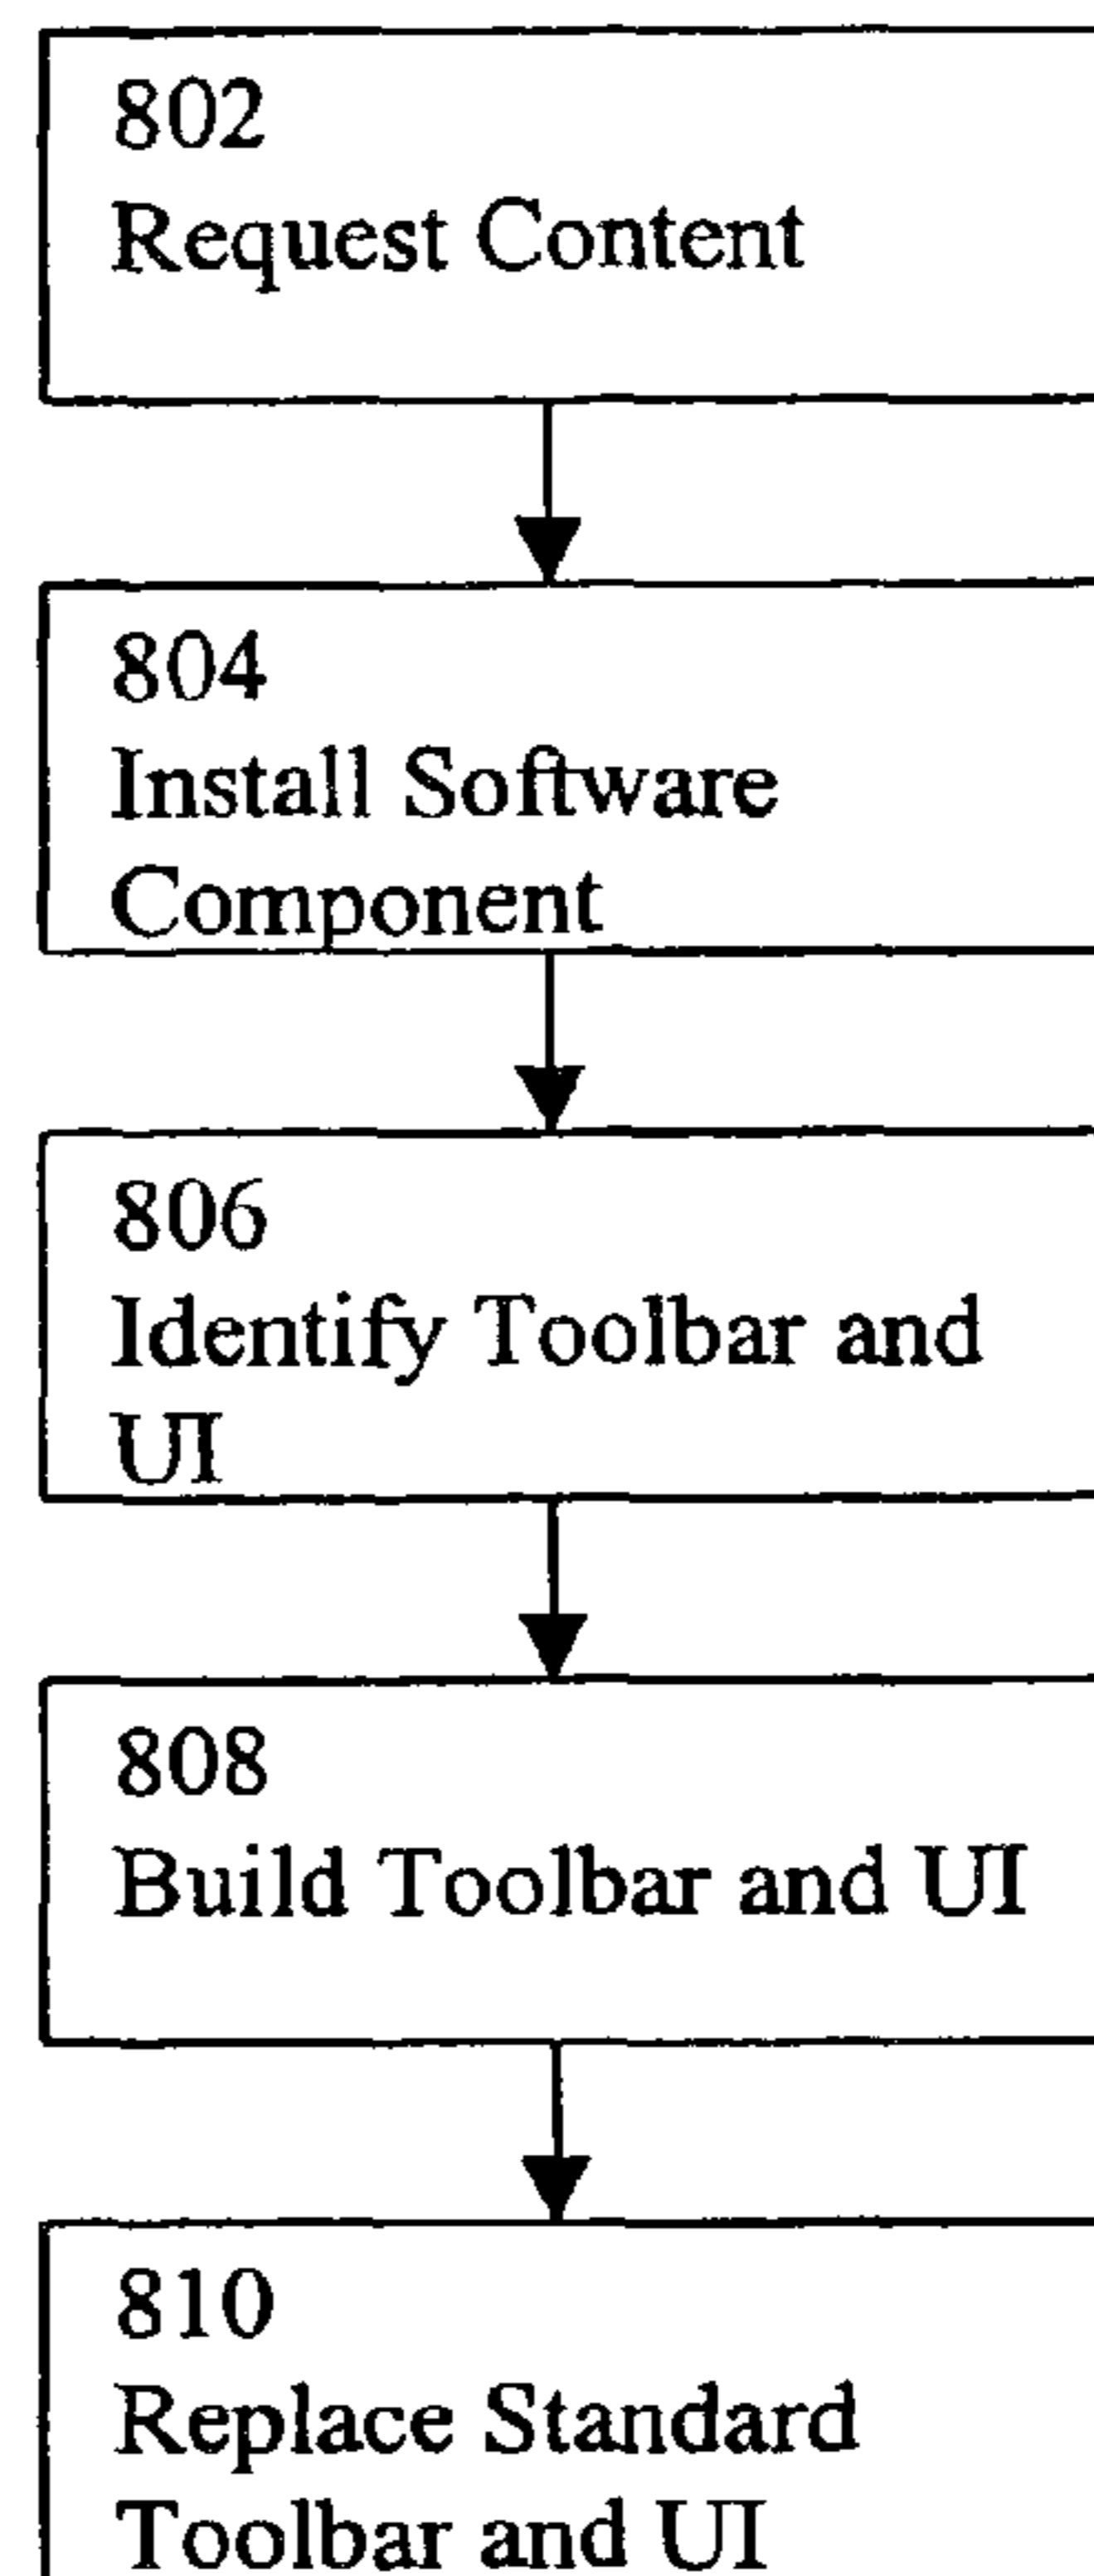 802
Request Content
804
Install Software
Component
806
Identify Toolbar and
UI
808
Build Toolbar and UI
810
Replace Standard
Toolbar and UI